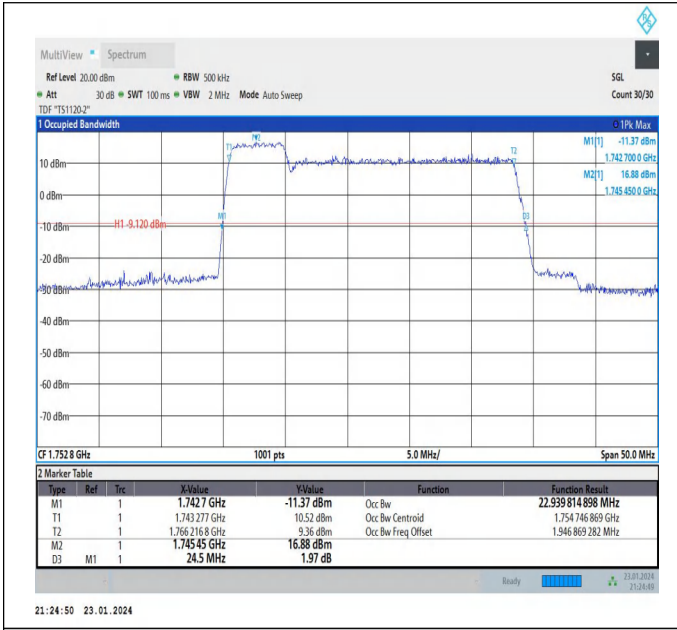 MultiView Spectrum
Ref Level 20.00 dBm RBW 500 kHz SGL
Att 30 dB SWT 100 ms VBW 2 MHz Mode Auto Sweep Count 30/30
TDF "TS1120-2"
1 Occupied Bandwidth 1Pk Max
M1[1] -11.37 dBm
1.742 700 0 GHz
M2[1] 16.88 dBm
1.745 450 0 GHz
M2
T1
T2
10 dBm
0 dBm
M1
D3
H1 -9.120 dBm
-10 dBm
-20 dBm
-30 dBm
-40 dBm
-50 dBm
-60 dBm
-70 dBm
CF 1.752 8 GHz 1001 pts 5.0 MHz/ Span 50.0 MHz
2 Marker Table
Type Ref Trc X-Value Y-Value Function Function Result
M1 1 1.742 7 GHz -11.37 dBm Occ Bw 22.939 814 898 MHz
T1 1 1.743 277 GHz 10.52 dBm Occ Bw Centroid 1.754 746 869 GHz
T2 1 1.766 216 8 GHz 9.36 dBm Occ Bw Freq Offset 1.946 869 282 MHz
M2 1 1.745 45 GHz 16.88 dBm
D3 M1 1 24.5 MHz 1.97 dB
Ready 23.01.2024
21:24:49
21:24:50 23.01.2024